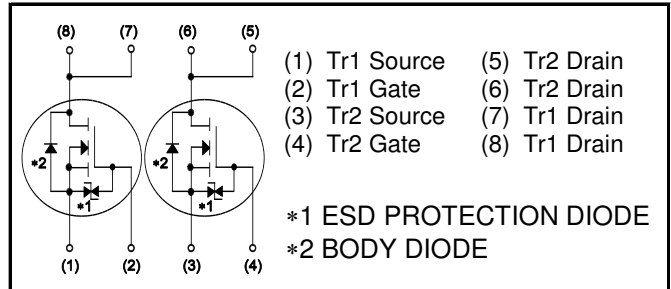 (8) (7) (6) (5)
(1) Tr1 Source (5) Tr2 Drain
(2) Tr1 Gate (6) Tr2 Drain
(3) Tr2 Source (7) Tr1 Drain
(4) Tr2 Gate (8) Tr1 Drain
*2 *2
*1 *1
*1 ESD PROTECTION DIODE
*2 BODY DIODE
(1) (2) (3) (4)